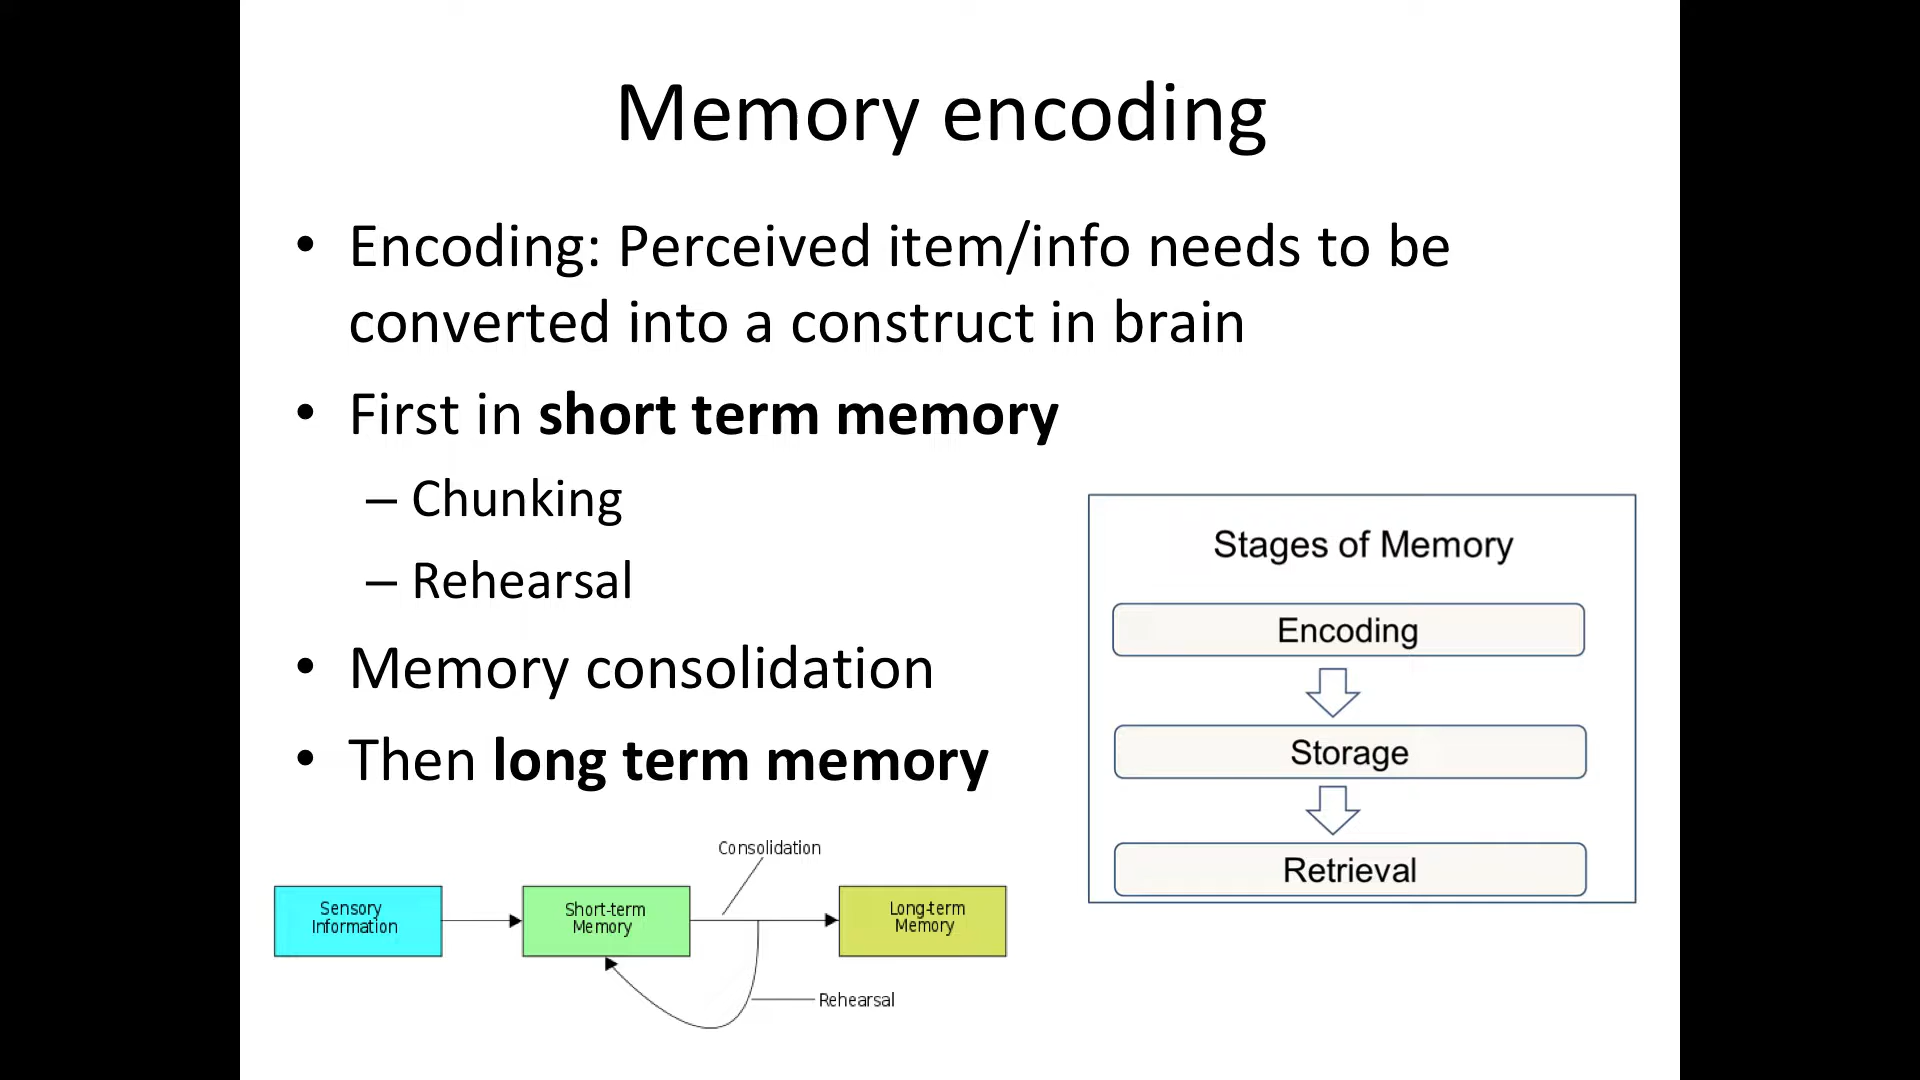 Memory encoding
• Encoding: Perceived item/info needs to be
converted into a construct in brain
• First in short term memory
– Chunking
– Rehearsal
• Memory consolidation
• Then long term memory
Stages of Memory
Encoding
Storage
Retrieval
Consolidation
Sensory
Information
Short-term
Memory
Long-term
Memory
Rehearsal